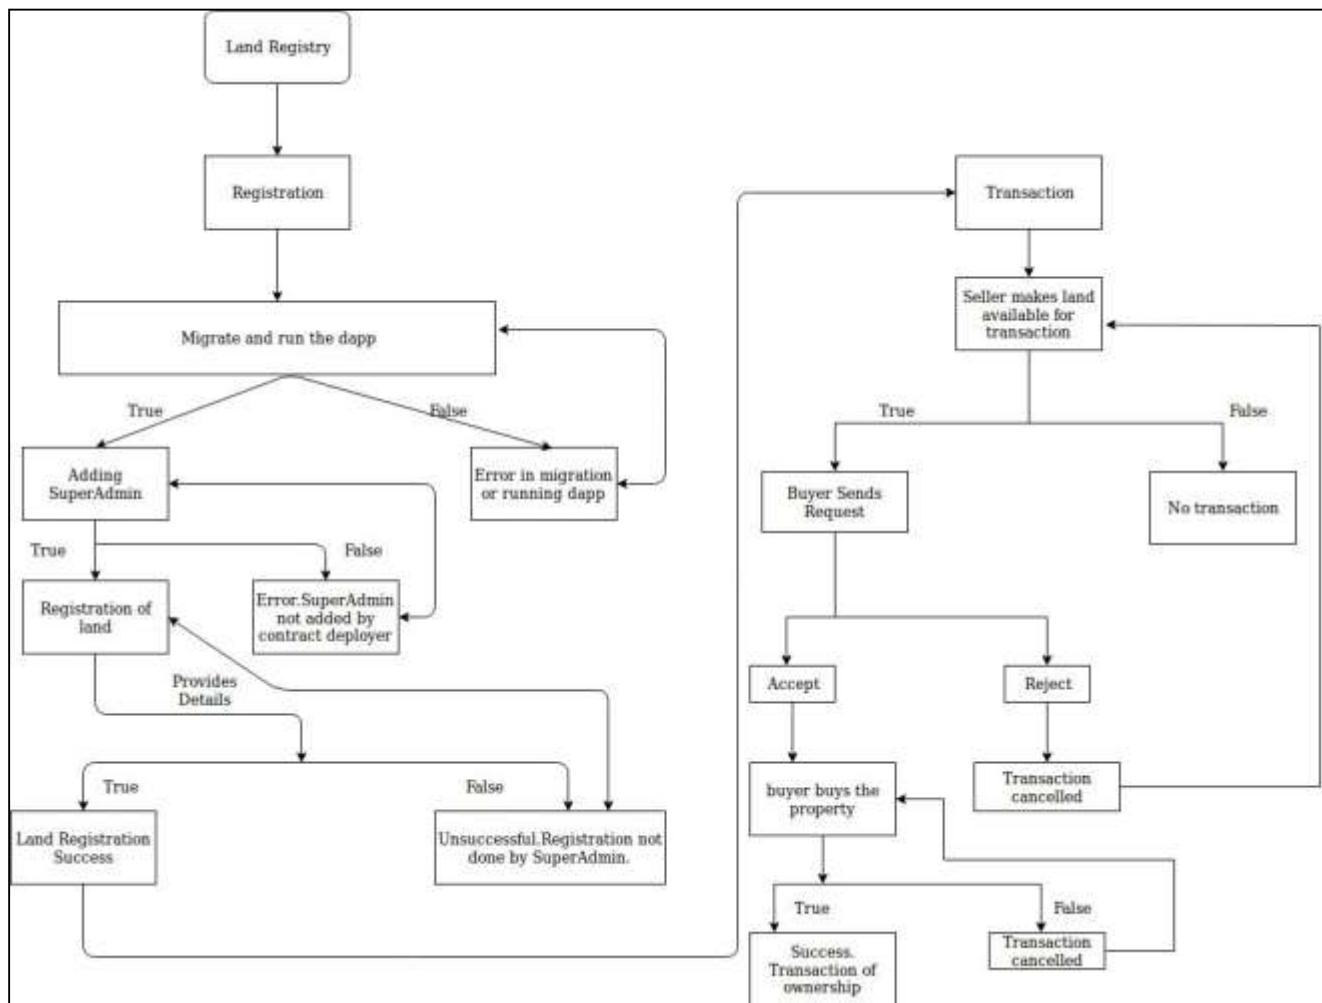 Land Registry
Registration
Migrate and run the dapp
True
False
Adding
SuperAdmin
Error in migration
or running dapp
True
False
Registration of
land
Error.SuperAdmin
not added by
contract deployer
Provides
Details
True
False
Land Registration
Success
Unsuccessful.Registration not
done by SuperAdmin.
Transaction
Seller makes land
available for
transaction
True
False
Buyer Sends
Request
No transaction
Accept
Reject
buyer buys the
property
Transaction
cancelled
True
False
Success.
Transaction of
ownership
Transaction
cancelled